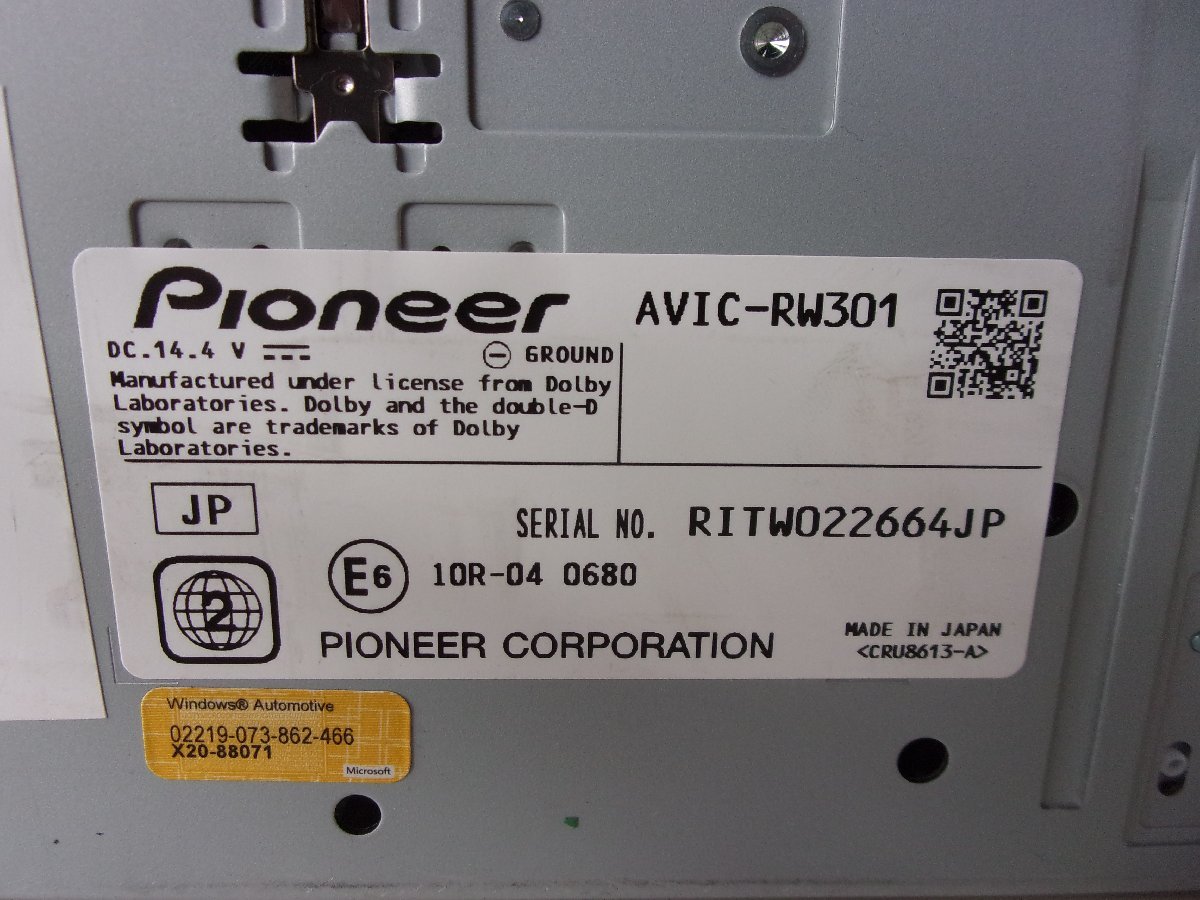 Pioneer
AVIC-RW301
DC.14.4 V
GROUND
Manufactured under license from Dolby
Laboratories. Dolby and the double-D
symbol are trademarks of Dolby
Laboratories.
JP
SERIAL NO. RITW022664JP
2
E6 10R-04 0680
PIONEER CORPORATION
MADE IN JAPAN
<CRU8613-A>
Windows® Automotive
02219-073-862-466
X20-88071
Microsoft